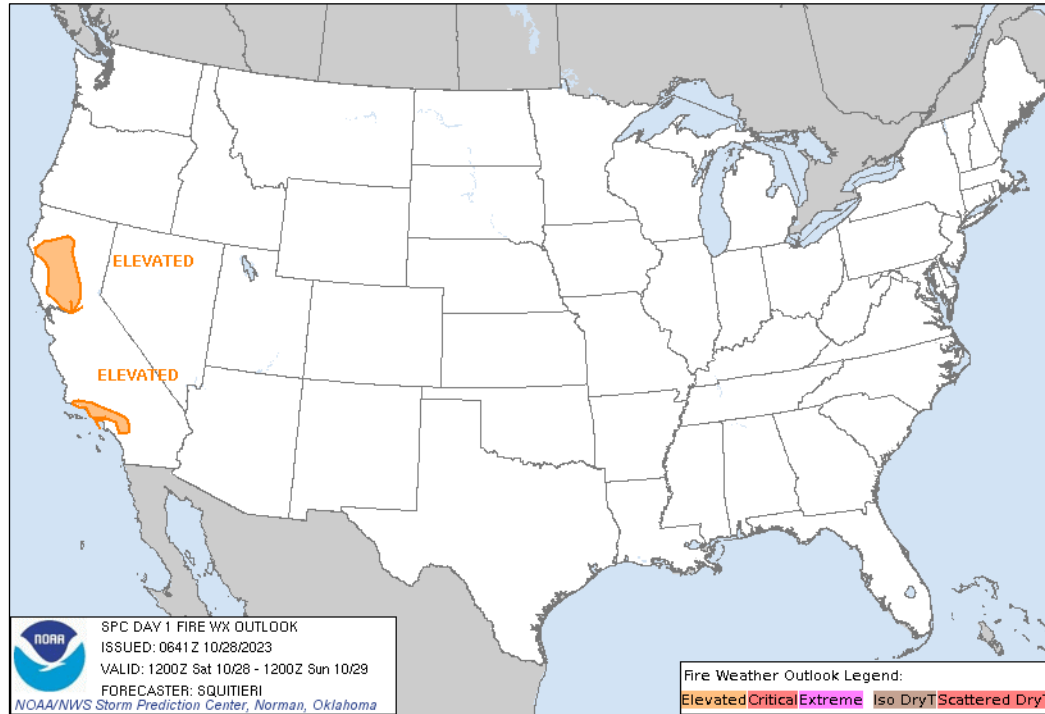 ELEVATED
ELEVATED
NOAA
SPC DAY 1 FIRE WX OUTLOOK
ISSUED: 0641Z 10/28/2023
VALID: 1200Z Sat 10/28 - 1200Z Sun 10/29
FORECASTER: SQUITIERI
NOAA/NWS Storm Prediction Center, Norman, Oklahoma
Fire Weather Outlook Legend:
Elevated Critical Extreme Iso DryT Scattered DryT